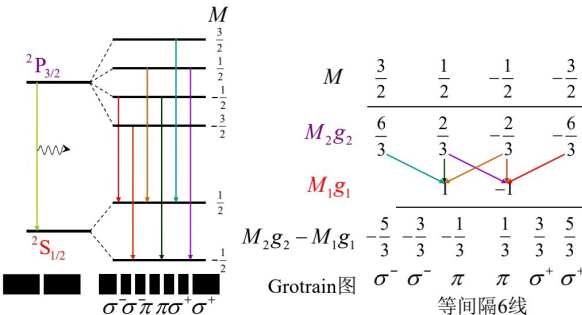 M
3/2
²P₃/₂
1/2
-1/2
-3/2
1/2
²S₁/₂
-1/2
σ⁻ σ⁻ π π σ⁺ σ⁺
M 3/2 1/2 -1/2 -3/2
M₂g₂ 6/3 2/3 -2/3 -6/3
M₁g₁ 1 -1
M₂g₂-M₁g₁ -5/3 -3/3 -1/3 1/3 3/3 5/3
Grotrain图 σ⁻ σ⁻ π π σ⁺ σ⁺
等间隔6线